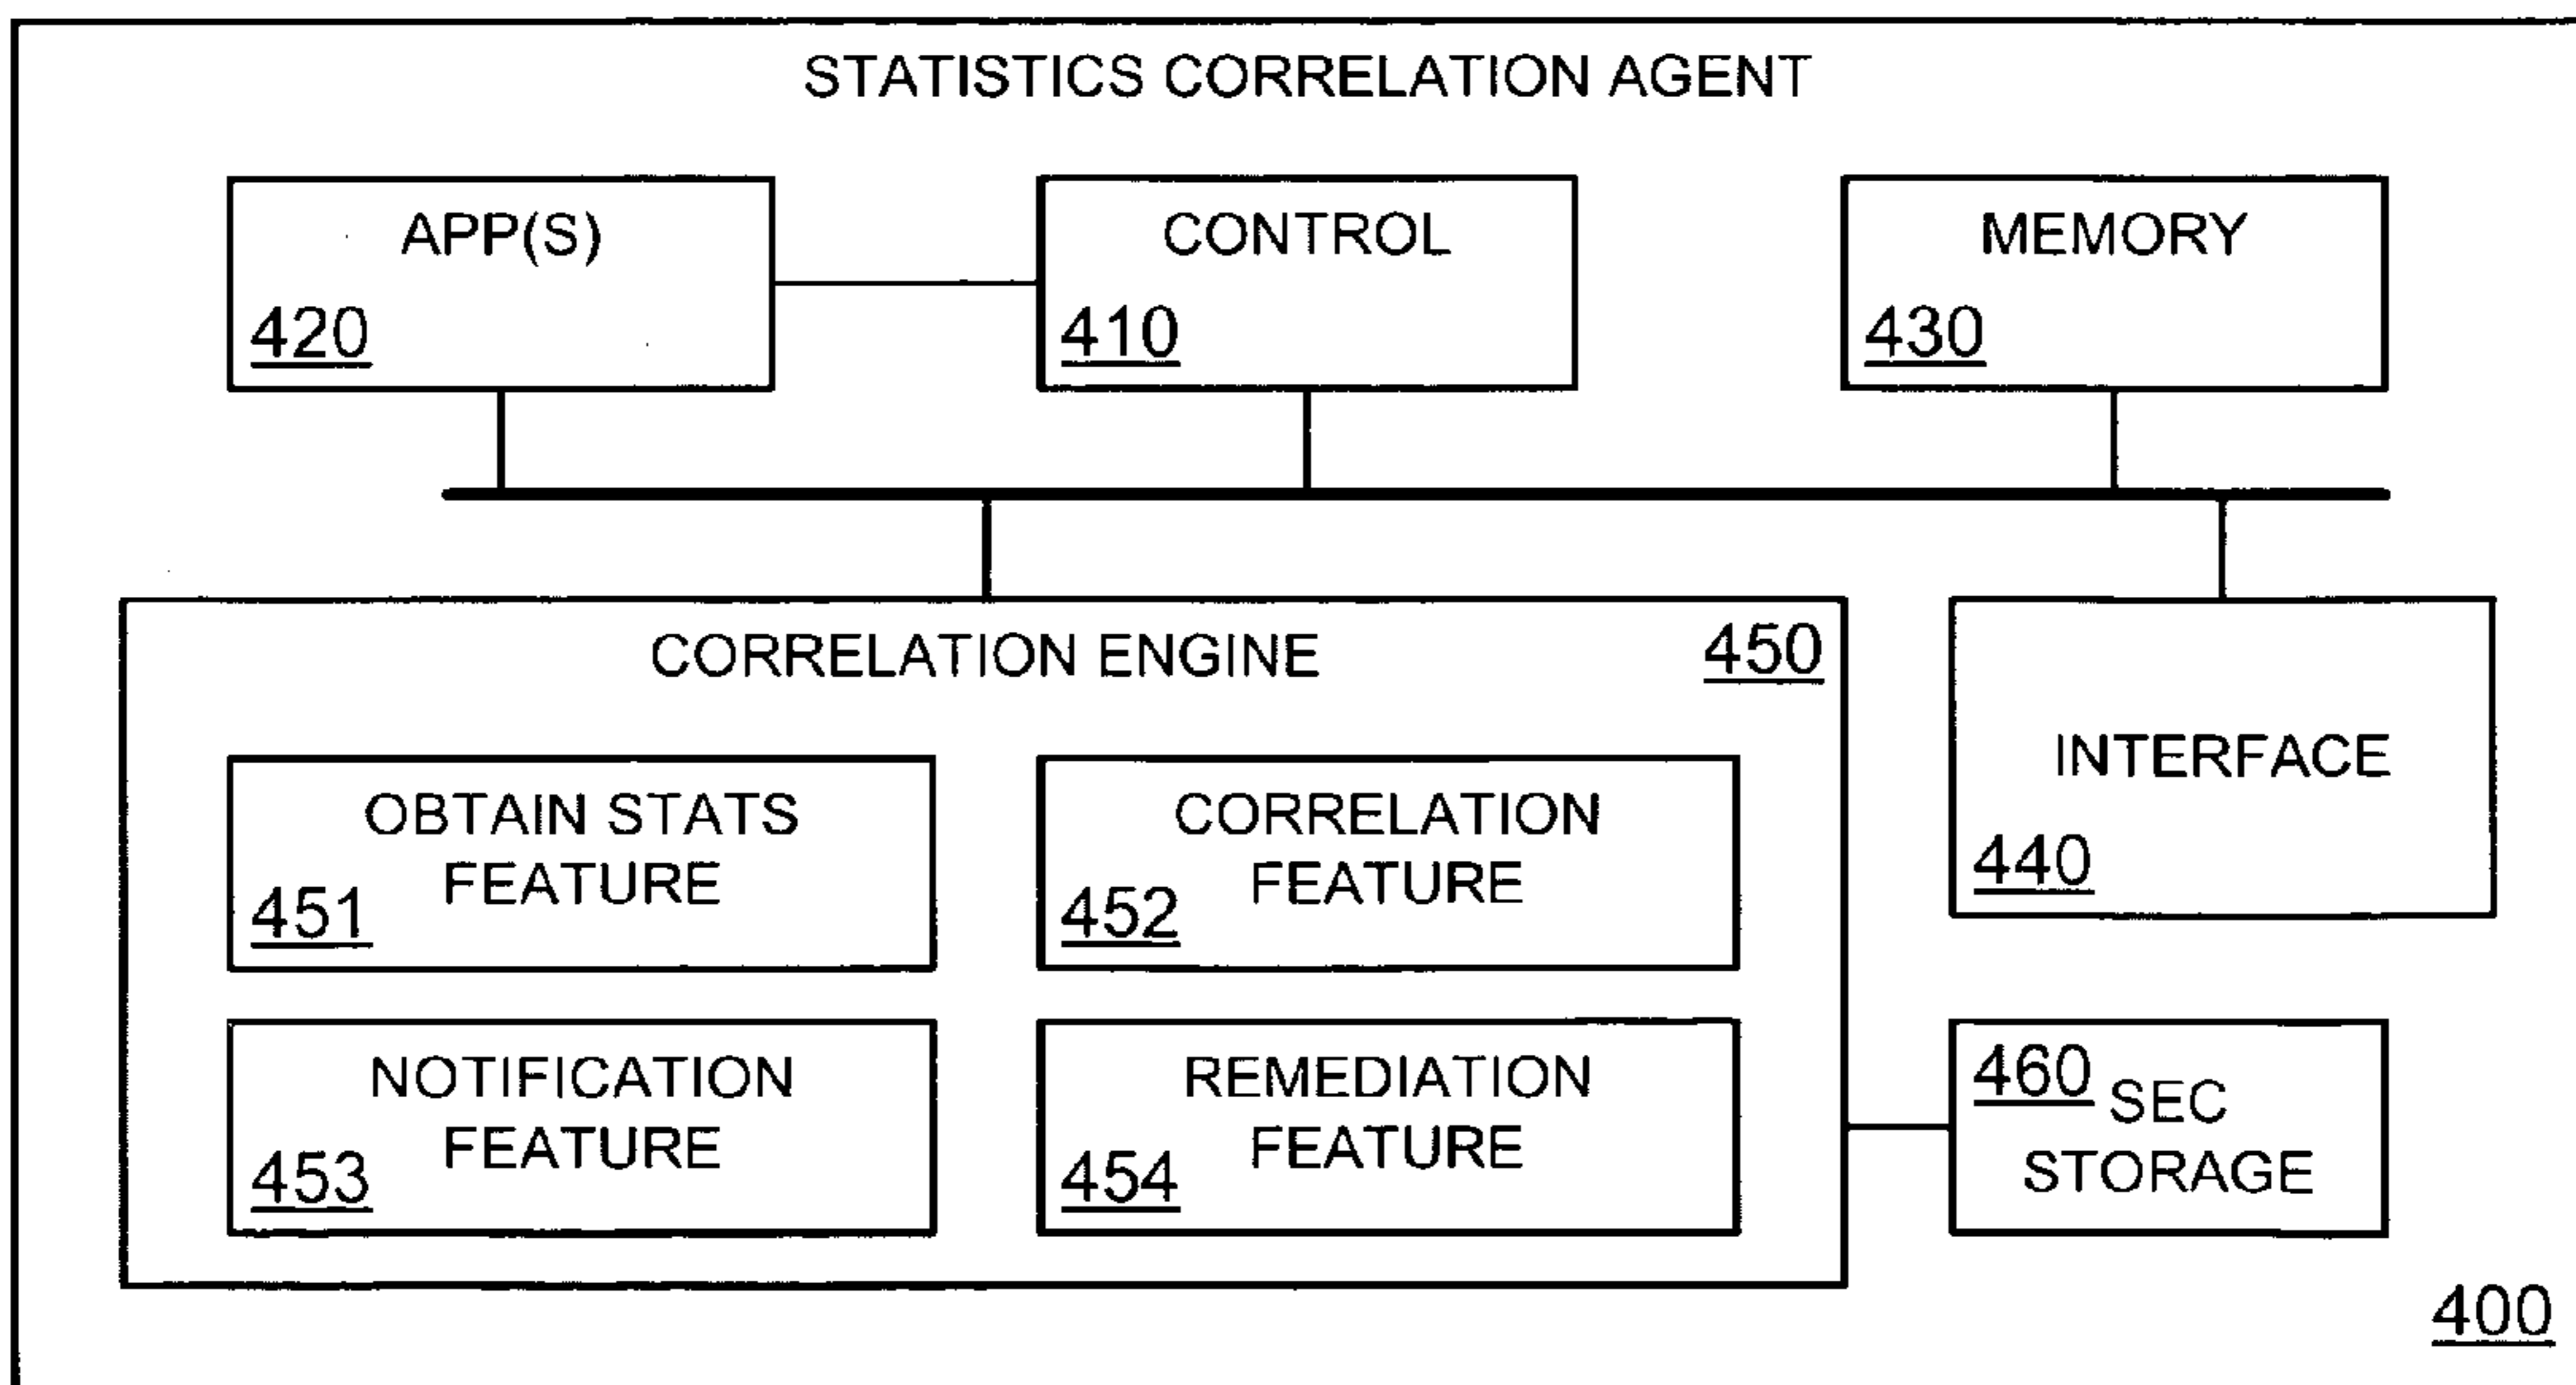 STATISTICS CORRELATION AGENT
APP(S)
420
CONTROL
410
MEMORY
430
CORRELATION ENGINE
450
OBTAIN STATS
FEATURE
451
CORRELATION
FEATURE
452
NOTIFICATION
FEATURE
453
REMEDIATION
FEATURE
454
INTERFACE
440
460
SEC
STORAGE
400